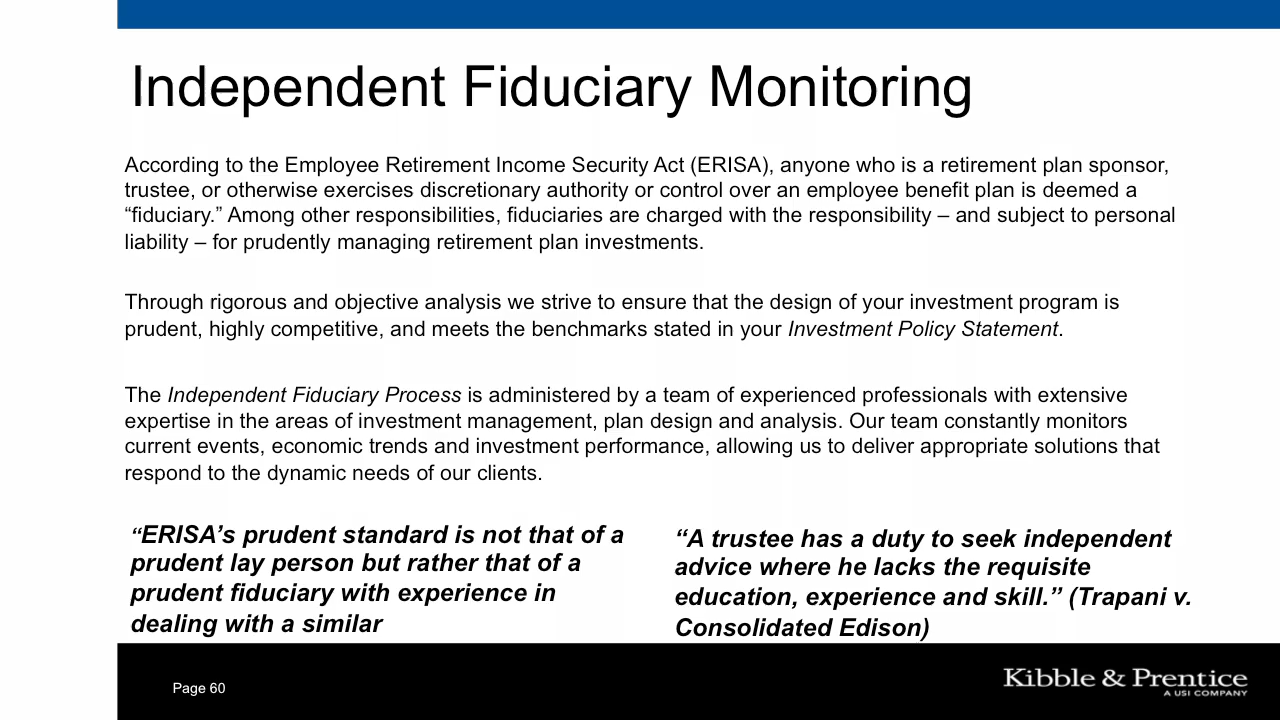 Independent Fiduciary Monitoring
According to the Employee Retirement Income Security Act (ERISA), anyone who is a retirement plan sponsor,
trustee, or otherwise exercises discretionary authority or control over an employee benefit plan is deemed a
“fiduciary.” Among other responsibilities, fiduciaries are charged with the responsibility – and subject to personal
liability – for prudently managing retirement plan investments.
Through rigorous and objective analysis we strive to ensure that the design of your investment program is
prudent, highly competitive, and meets the benchmarks stated in your Investment Policy Statement.
The Independent Fiduciary Process is administered by a team of experienced professionals with extensive
expertise in the areas of investment management, plan design and analysis. Our team constantly monitors
current events, economic trends and investment performance, allowing us to deliver appropriate solutions that
respond to the dynamic needs of our clients.
“ERISA’s prudent standard is not that of a
prudent lay person but rather that of a
prudent fiduciary with experience in
dealing with a similar
“A trustee has a duty to seek independent
advice where he lacks the requisite
education, experience and skill.” (Trapani v.
Consolidated Edison)
Page 60
Kibble & Prentice
A USI COMPANY